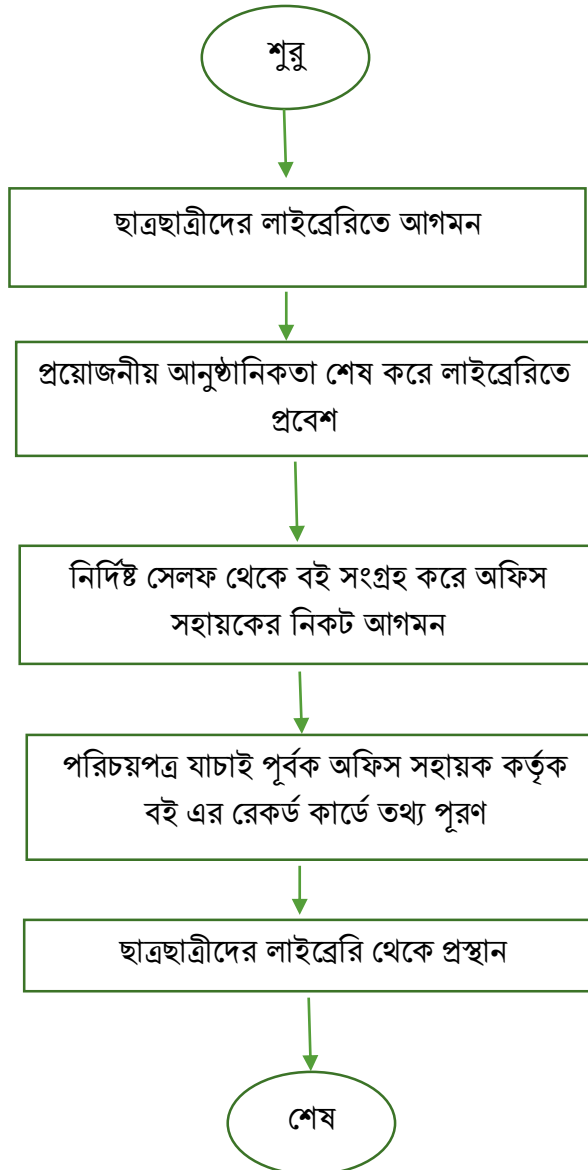 শুরু
ছাত্রছাত্রীদের লাইব্রেরিতে আগমন
প্রয়োজনীয় আনুষ্ঠানিকতা শেষ করে লাইব্রেরিতে
প্রবেশ
নির্দিষ্ট সেলফ থেকে বই সংগ্রহ করে অফিস
সহায়কের নিকট আগমন
পরিচয়পত্র যাচাই পূর্বক অফিস সহায়ক কর্তৃক
বই এর রেকর্ড কার্ডে তথ্য পূরণ
ছাত্রছাত্রীদের লাইব্রেরি থেকে প্রস্থান
শেষ